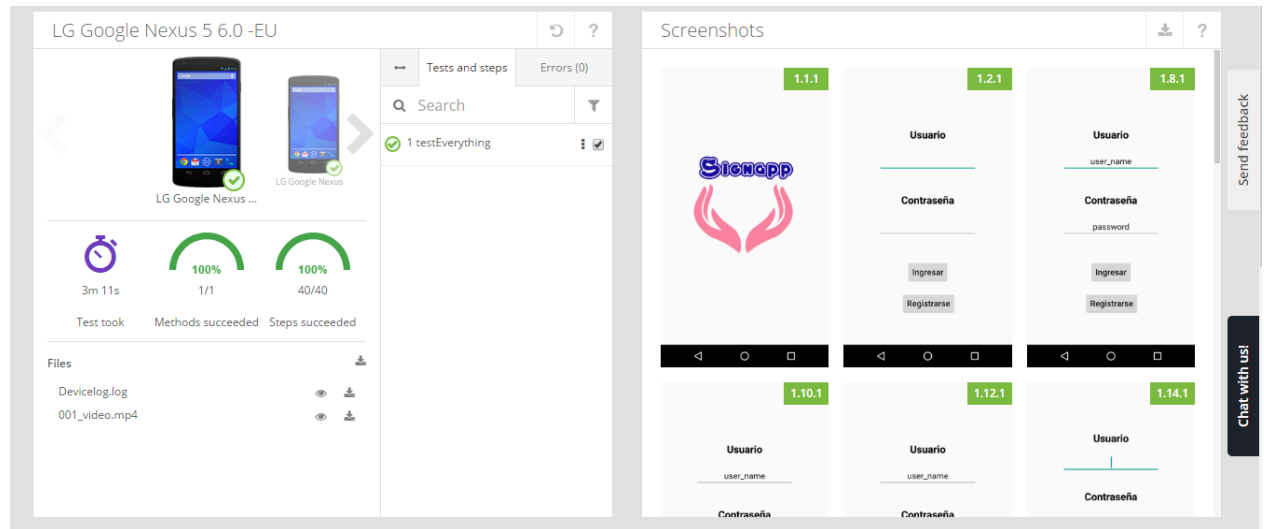 LG Google Nexus 5 6.0 -EU
?
LG Google Nexus ...
LG Google Nexus
100%
100%
3m 11s
1/1
40/40
Test took
Methods succeeded
Steps succeeded
Files
Devicelog.log
001_video.mp4
Tests and steps
Errors (0)
Search
1 testEverything
Screenshots
?
1.1.1
Signapp
1.2.1
Usuario
Contraseña
Ingresar
Registrarse
1.8.1
Usuario
user_name
Contraseña
password
Ingresar
Registrarse
1.10.1
Usuario
user_name
Contraseña
1.12.1
Usuario
user_name
Contraseña
1.14.1
Usuario
Contraseña
Send feedback
Chat with us!